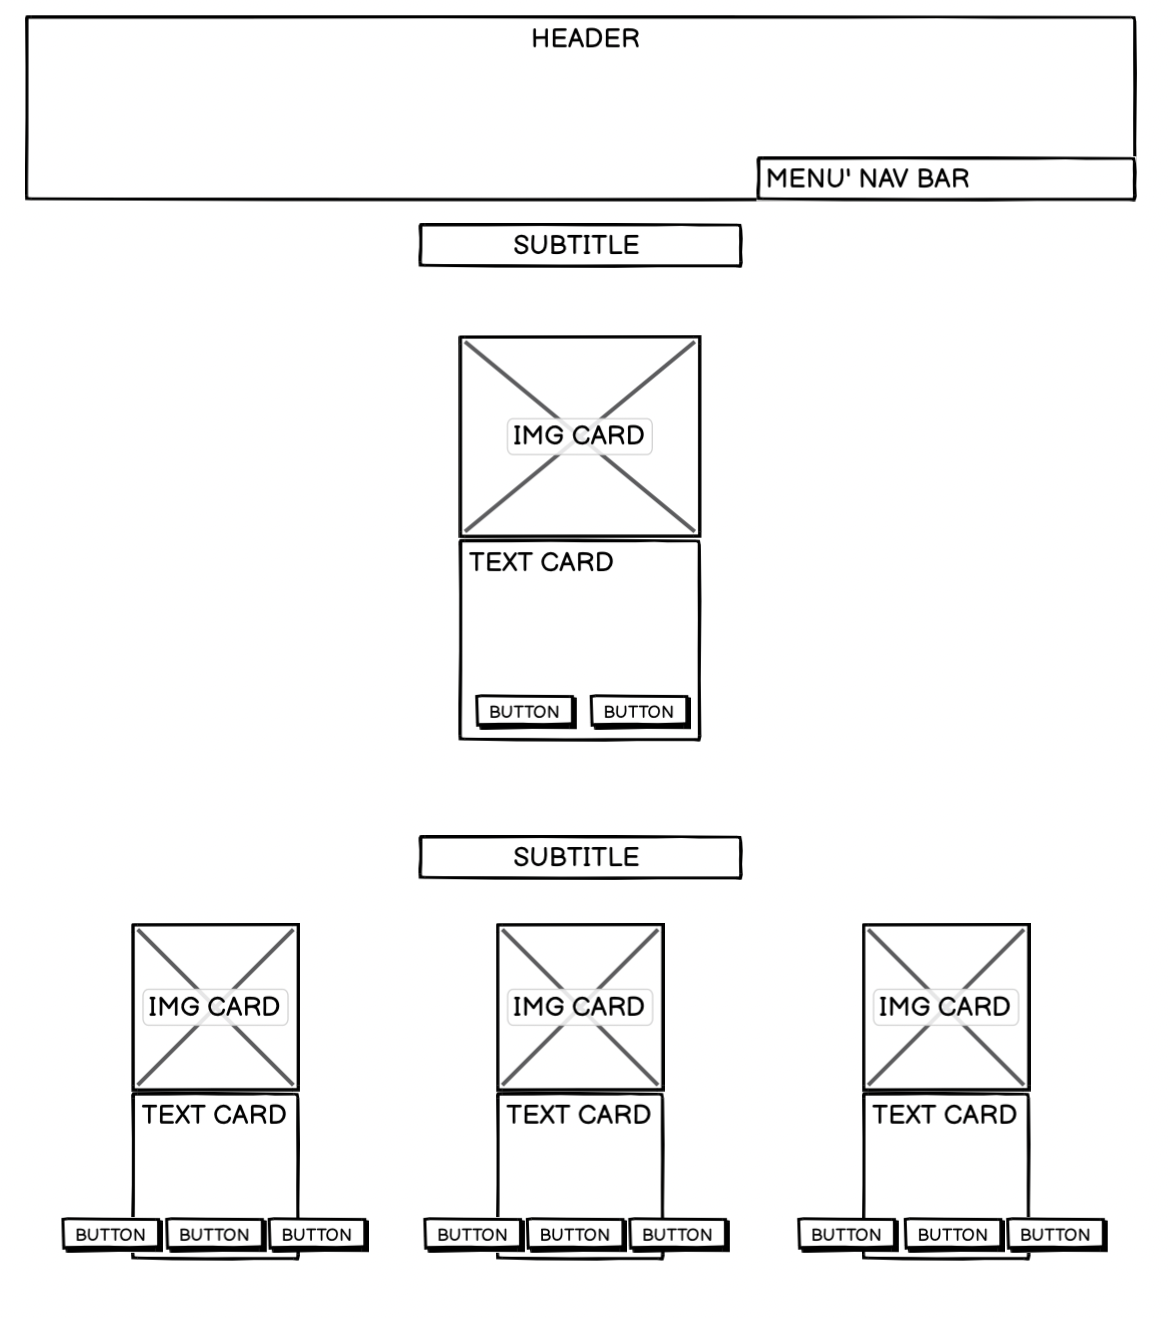 HEADER
MENU' NAV BAR
SUBTITLE
IMG CARD
TEXT CARD
BUTTON BUTTON
SUBTITLE
IMG CARD IMG CARD IMG CARD
TEXT CARD TEXT CARD TEXT CARD
BUTTON BUTTON BUTTON BUTTON BUTTON BUTTON BUTTON BUTTON BUTTON